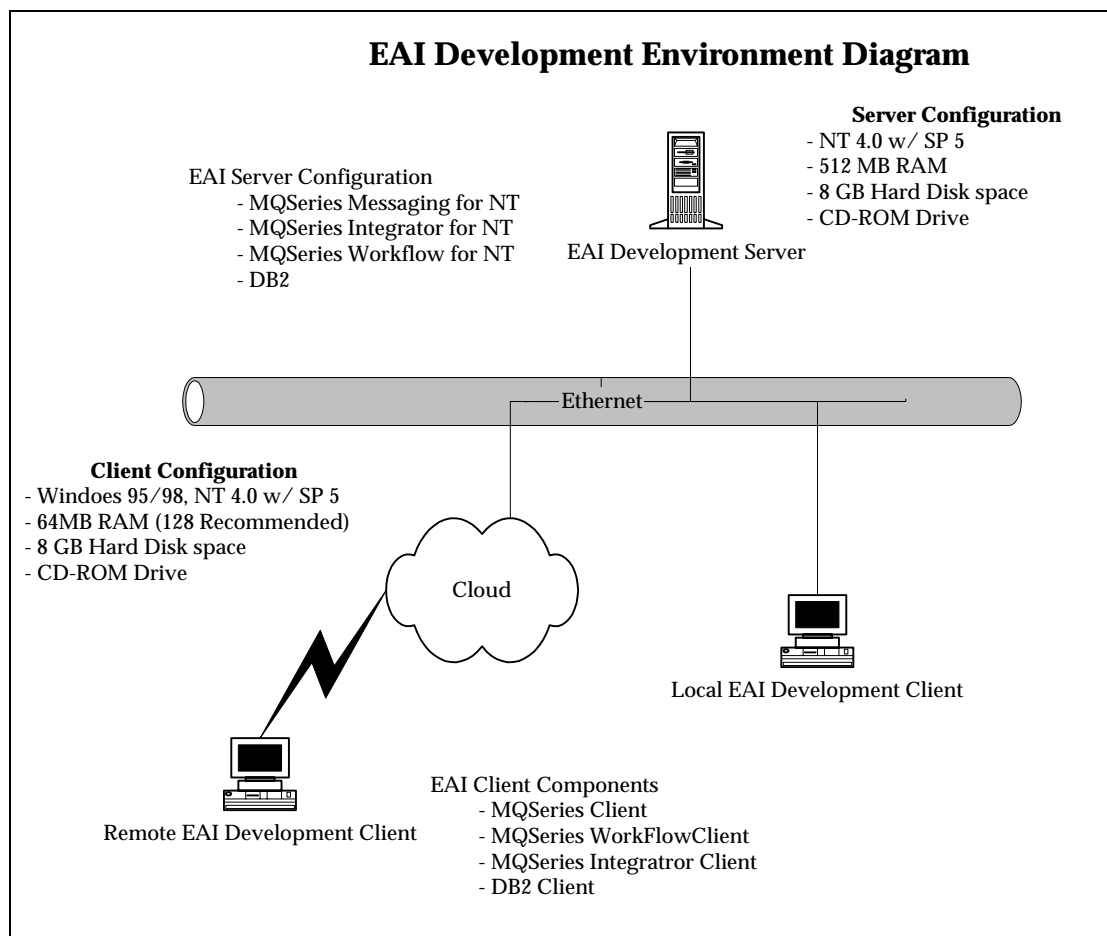 EAI Development Environment Diagram
Server Configuration
- NT 4.0 w/ SP 5
- 512 MB RAM
- 8 GB Hard Disk space
- CD-ROM Drive
EAI Server Configuration
- MQSeries Messaging for NT
- MQSeries Integrator for NT
- MQSeries Workflow for NT
- DB2
EAI Development Server
Ethernet
Client Configuration
- Windoes 95/98, NT 4.0 w/ SP 5
- 64MB RAM (128 Recommended)
- 8 GB Hard Disk space
- CD-ROM Drive
Cloud
Local EAI Development Client
Remote EAI Development Client
EAI Client Components
- MQSeries Client
- MQSeries WorkFlowClient
- MQSeries Integratror Client
- DB2 Client